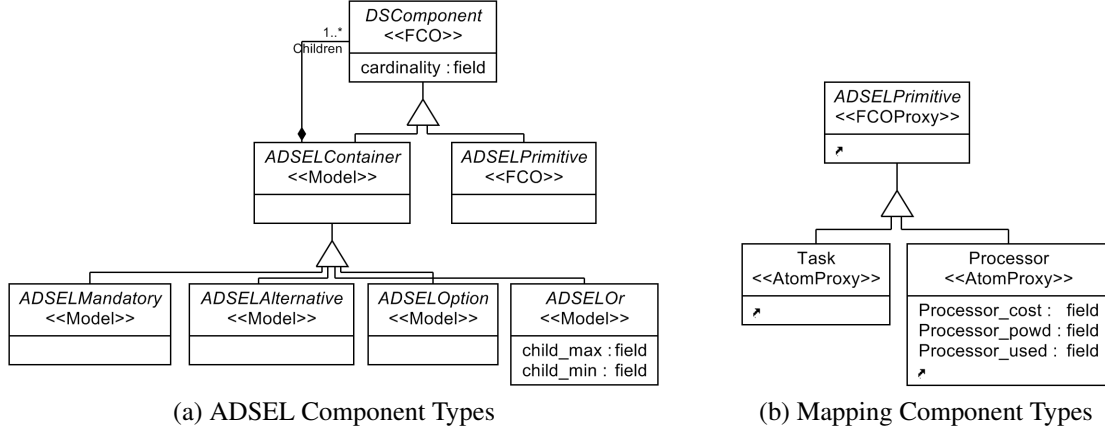 DSComponent
<<FCO>>
cardinality : field
1..*
Children
ADSELContainer
<<Model>>
ADSELPrimitive
<<FCO>>
ADSELMandatory
<<Model>>
ADSELAlternative
<<Model>>
ADSELOption
<<Model>>
ADSELOr
<<Model>>
child_max : field
child_min : field
(a) ADSEL Component Types
ADSELPrimitive
<<FCOProxy>>
Task
<<AtomProxy>>
Processor
<<AtomProxy>>
Processor_cost : field
Processor_powd : field
Processor_used : field
(b) Mapping Component Types